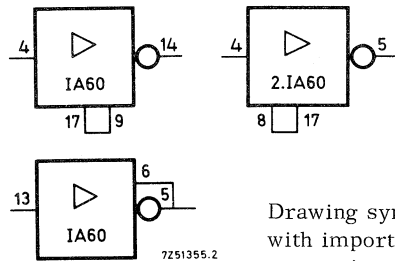 4 14 4 5
IA60 2.IA60
17 9 8 17
6
13 5
IA60
7Z51355.2
Drawing syn
with import